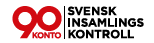 90
KONTO
SVENSK
INSAMLINGS
KONTROLL